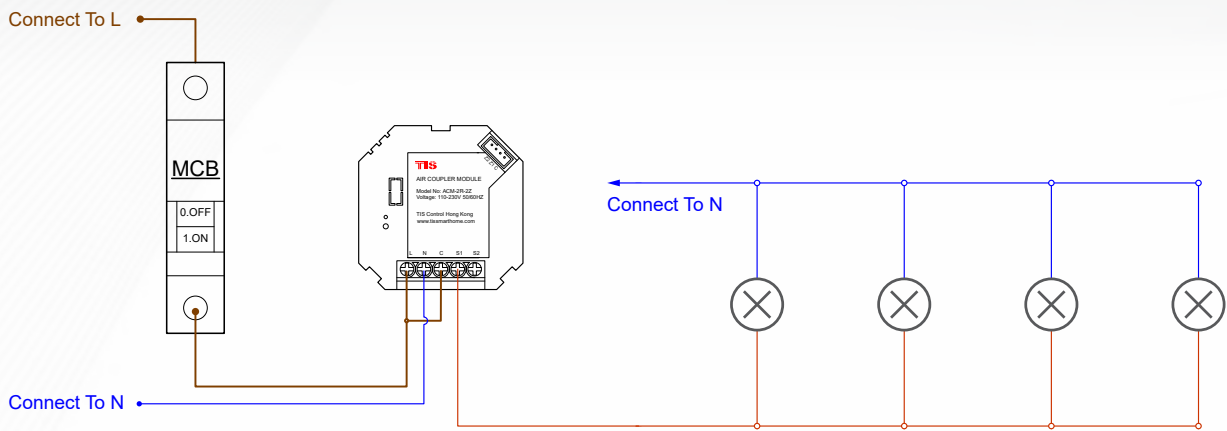 Connect To L
MCB
0.OFF
1.ON
TIS
AIR COUPLER MODULE
Model No: ACM-2R-2Z
Voltage: 110-230V 50/60HZ
TIS Control Hong Kong
www.tissmarthome.com
L N C S1 S2
Connect To N
Connect To N